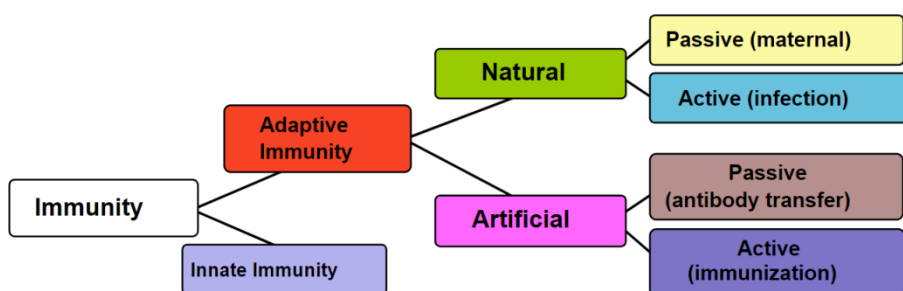 Passive (maternal)
Natural
Active (infection)
Adaptive
Immunity
Passive
(antibody transfer)
Immunity
Artificial
Active
(immunization)
Innate Immunity